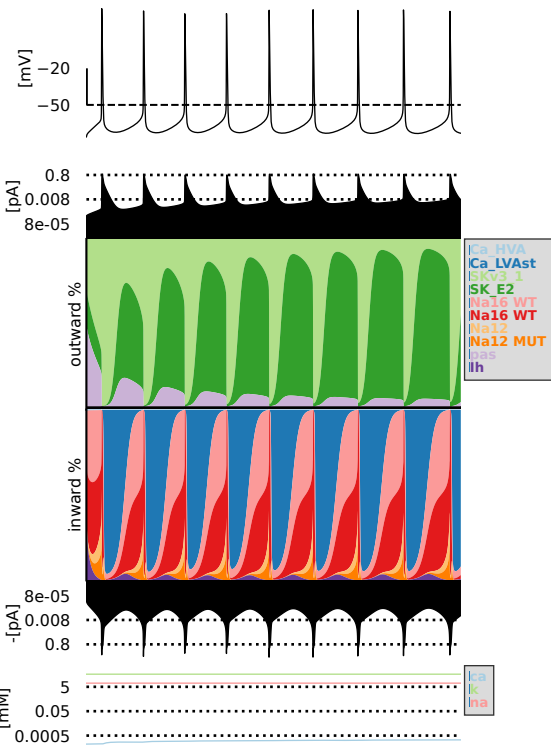 [mV]
−20
−50
[pA]
0.8
0.008
8e-05
outward %
Ca_HVA
Ca_LVAst
SKv3_1
SK_E2
Na16 WT
Na16 WT
Na12
Na12 MUT
pas
Ih
inward %
-[pA]
8e-05
0.008
0.8
[mM]
5
0.05
0.0005
ca
k
na